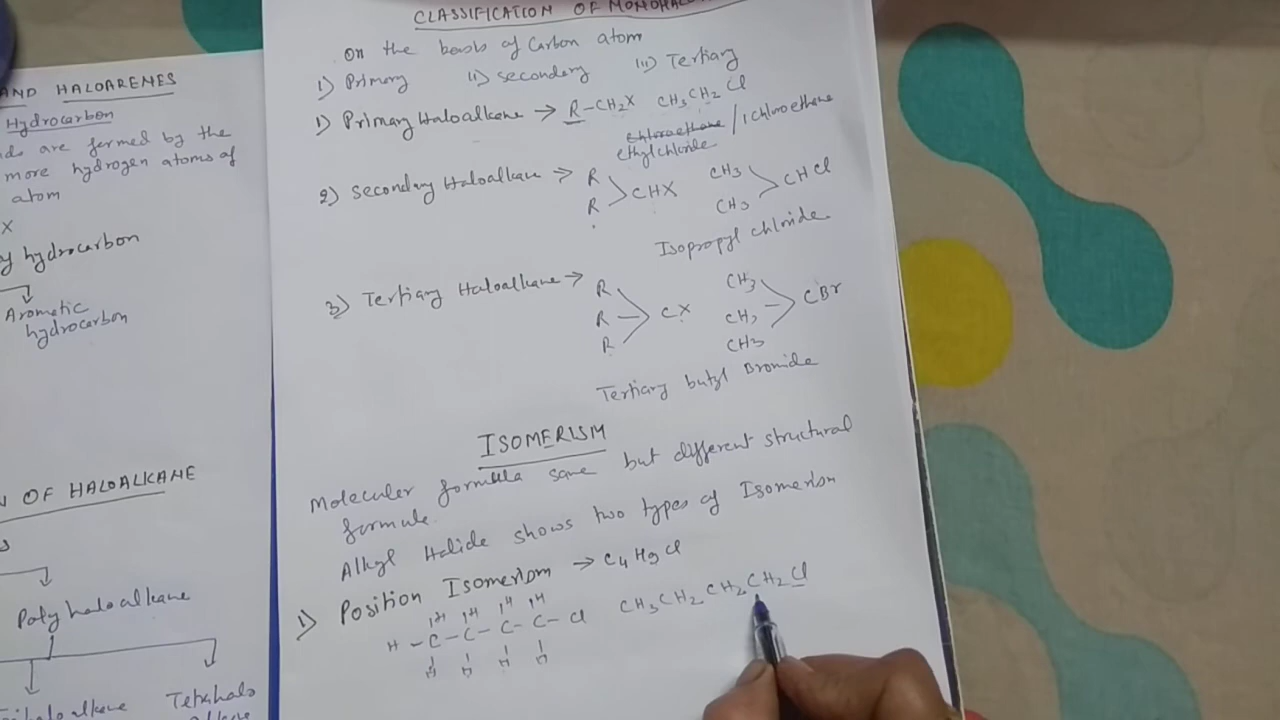 AND HALOARENES
Hydrocarbon
are formed by the
more hydrogen atoms of
atom
X
hydrocarbon
Aromatic
hydrocarbon
OF HALOALKANE
Poly haloalkane
Tetrahalo
CLASSIFICATION OF
On the basis of Carbon atom
1) Primary ii) secondary iii) Tertiary
1) Primary Haloalkane → R-CH2X CH3CH2Cl
chloroethane / 1 chloroethane
ethylchloride
2) Secondary Haloalkane → R CHX CH3 CHCl
R CH3
Isopropyl chloride
3) Tertiary Haloalkane → R CH3
R CX CH3 CBr
R CH3
Tertiary butyl Bromide
ISOMERISM
Molecular formula same but different structural
formula.
Alkyl Halide shows two types of Isomerism
1) Position Isomerism → C4H9Cl
H H H H
H - C - C - C - C - Cl CH3CH2CH2CH2Cl
H H H H